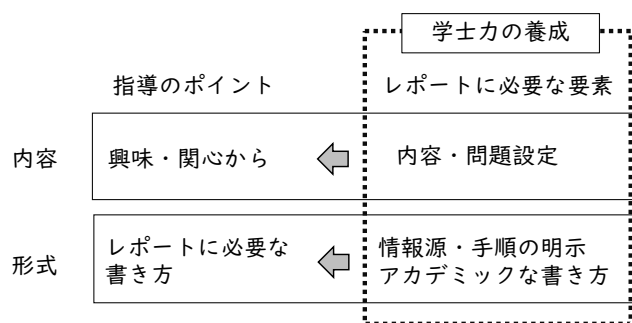 学士力の養成
指導のポイント
レポートに必要な要素
内容
興味・関心から
内容・問題設定
形式
レポートに必要な
書き方
情報源・手順の明示
アカデミックな書き方